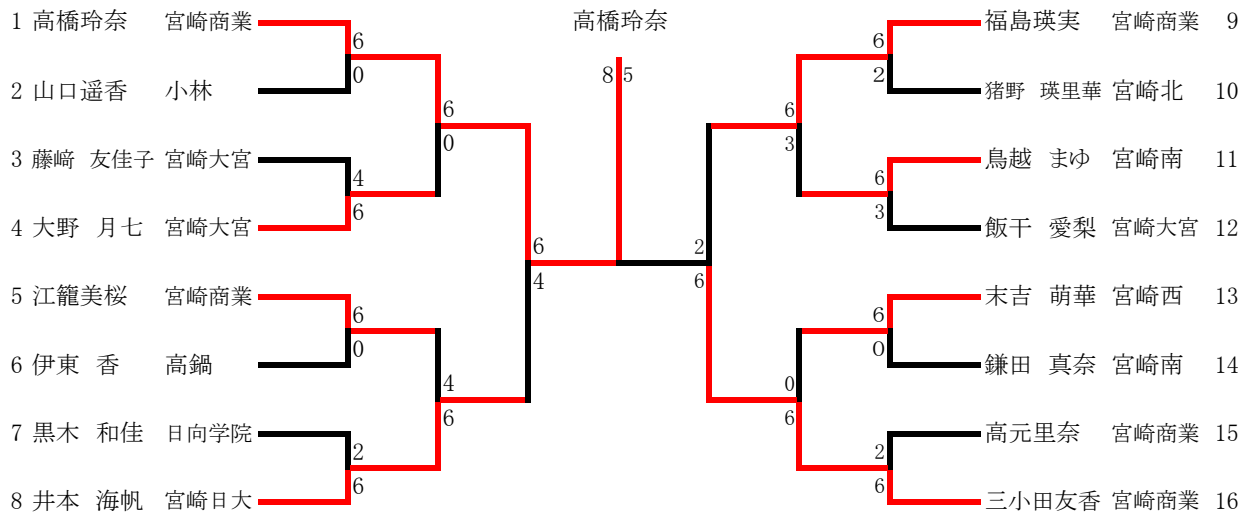 1 高橋玲奈 宮崎商業
6
0
2 山口遥香 小林
6
0
3 藤﨑 友佳子 宮崎大宮
4
6
4 大野 月七 宮崎大宮
6
4
5 江籠美桜 宮崎商業
6
0
6 伊東 香 高鍋
4
6
7 黒木 和佳 日向学院
2
6
8 井本 海帆 宮崎日大
高橋玲奈
8 5
福島瑛実 宮崎商業 9
6
2
猪野 瑛里華 宮崎北 10
6
3
鳥越 まゆ 宮崎南 11
6
3
飯干 愛梨 宮崎大宮 12
2
6
末吉 萌華 宮崎西 13
6
0
鎌田 真奈 宮崎南 14
0
6
高元里奈 宮崎商業 15
2
6
三小田友香 宮崎商業 16